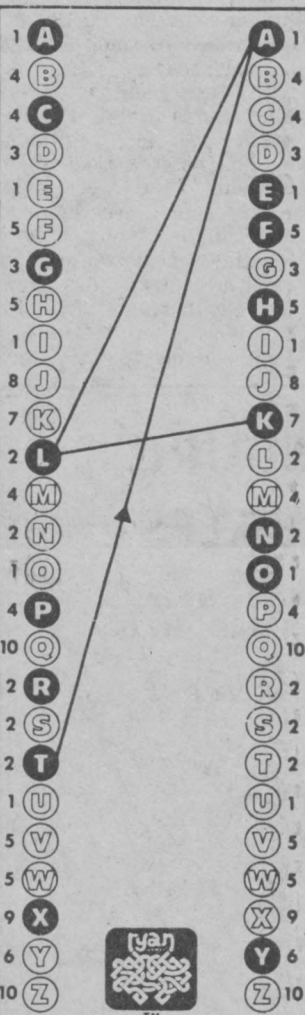 1 A A 1
4 B B 4
4 C C 4
3 D D 3
1 E E 1
5 F F 5
3 G G 3
5 H H 5
1 I I 1
8 J J 8
7 K K 7
2 L L 2
4 M M 4
2 N N 2
1 O O 1
4 P P 4
10 Q Q 10
2 R R 2
2 S S 2
2 T T 2
1 U U 1
5 V V 5
5 W W 5
9 X X 9
6 Y Y 6
10 Z Z 10
ryan
TM